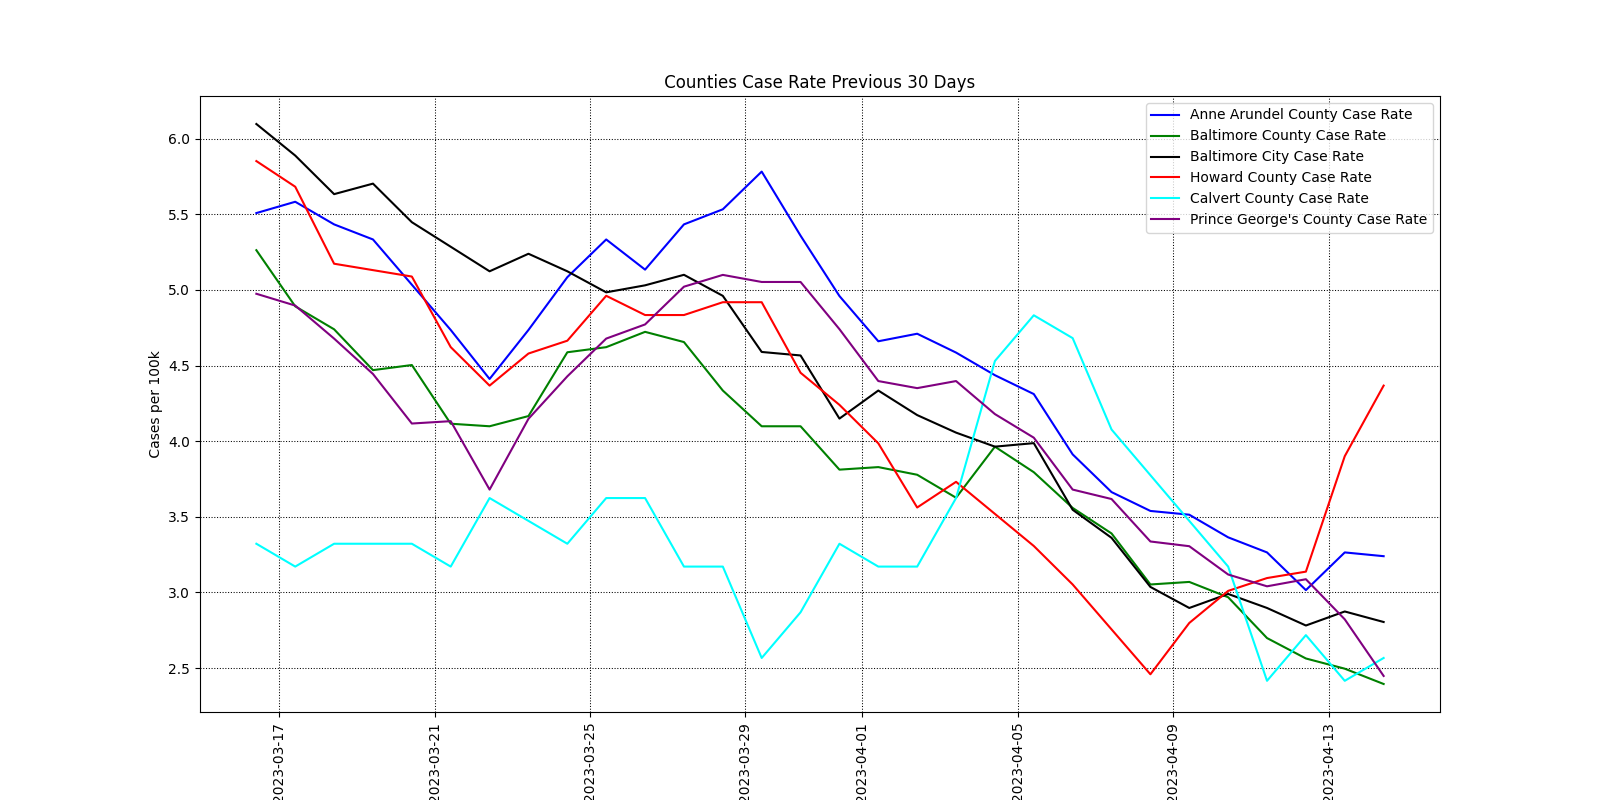 Counties Case Rate Previous 30 Days
Anne Arundel County Case Rate
Baltimore County Case Rate
Baltimore City Case Rate
Howard County Case Rate
Calvert County Case Rate
Prince George's County Case Rate
Cases per 100k
6.0
5.5
5.0
4.5
4.0
3.5
3.0
2.5
2023-03-17
2023-03-21
2023-03-25
2023-03-29
2023-04-01
2023-04-05
2023-04-09
2023-04-13